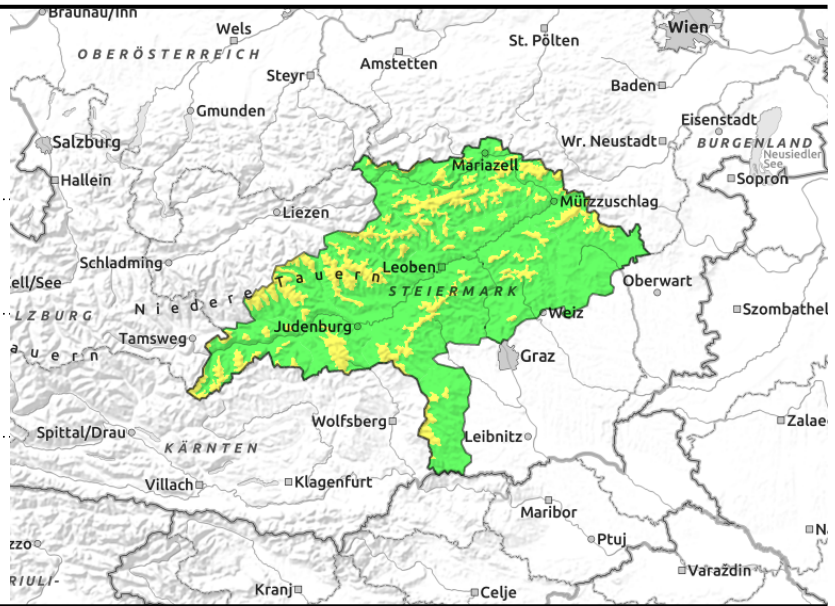 Braunau/Inn
Wels
Wien
St. Pölten
OBERÖSTERREICH
Amstetten
Steyr
Baden
Gmunden
Eisenstadt
Salzburg
Wr. Neustadt
BURGENLAND
Mariazell
Neusiedler
See
Hallein
Sopron
Mürzzuschlag
Liezen
Schladming
Leoben
ell/See
Niedere Tauern
STEIERMARK
Oberwart
LZBURG
Szombathel
Judenburg
Weiz
Tamsweg
auern
Graz
Wolfsberg
Zalae
Spittal/Drau
Leibnitz
KÄRNTEN
Villach
Klagenfurt
Maribor
N
zzo
Ptuj
Varaždin
RIULI-
Kranj
Celje